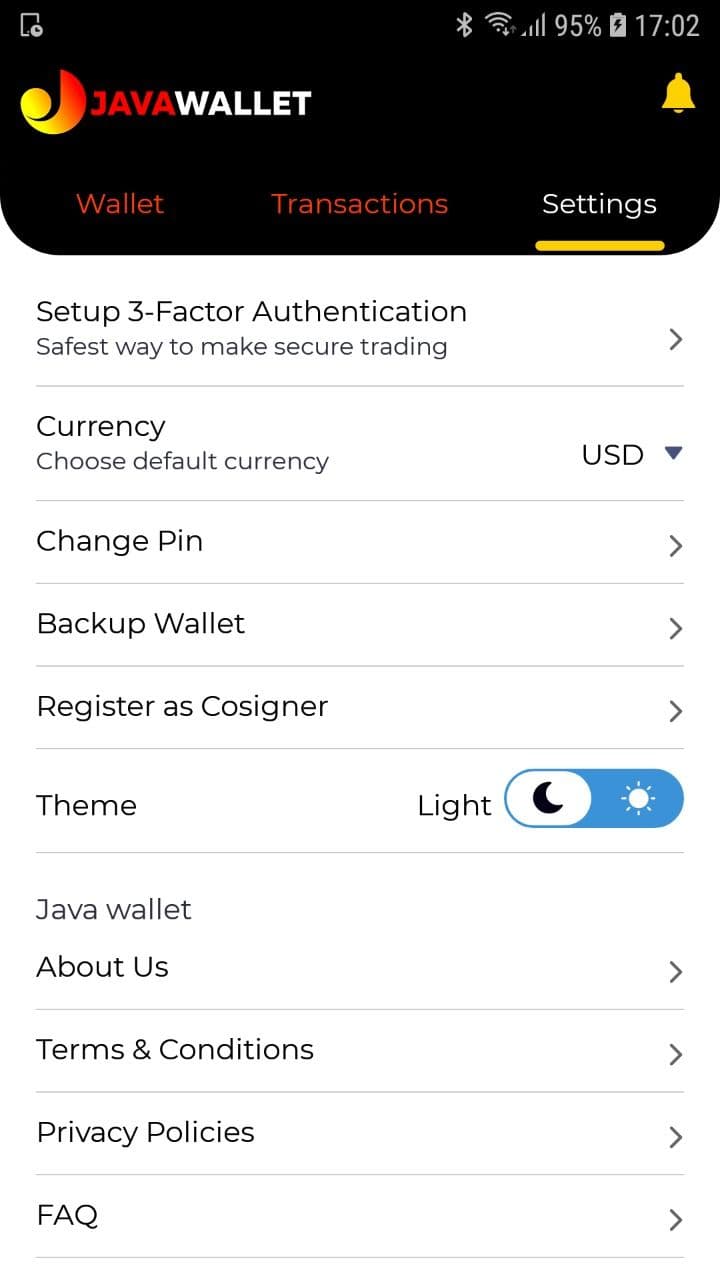 95% 17:02
JAVAWALLET
Wallet Transactions Settings
Setup 3-Factor Authentication
Safest way to make secure trading
Currency
Choose default currency
USD
Change Pin
Backup Wallet
Register as Cosigner
Theme Light
Java wallet
About Us
Terms & Conditions
Privacy Policies
FAQ